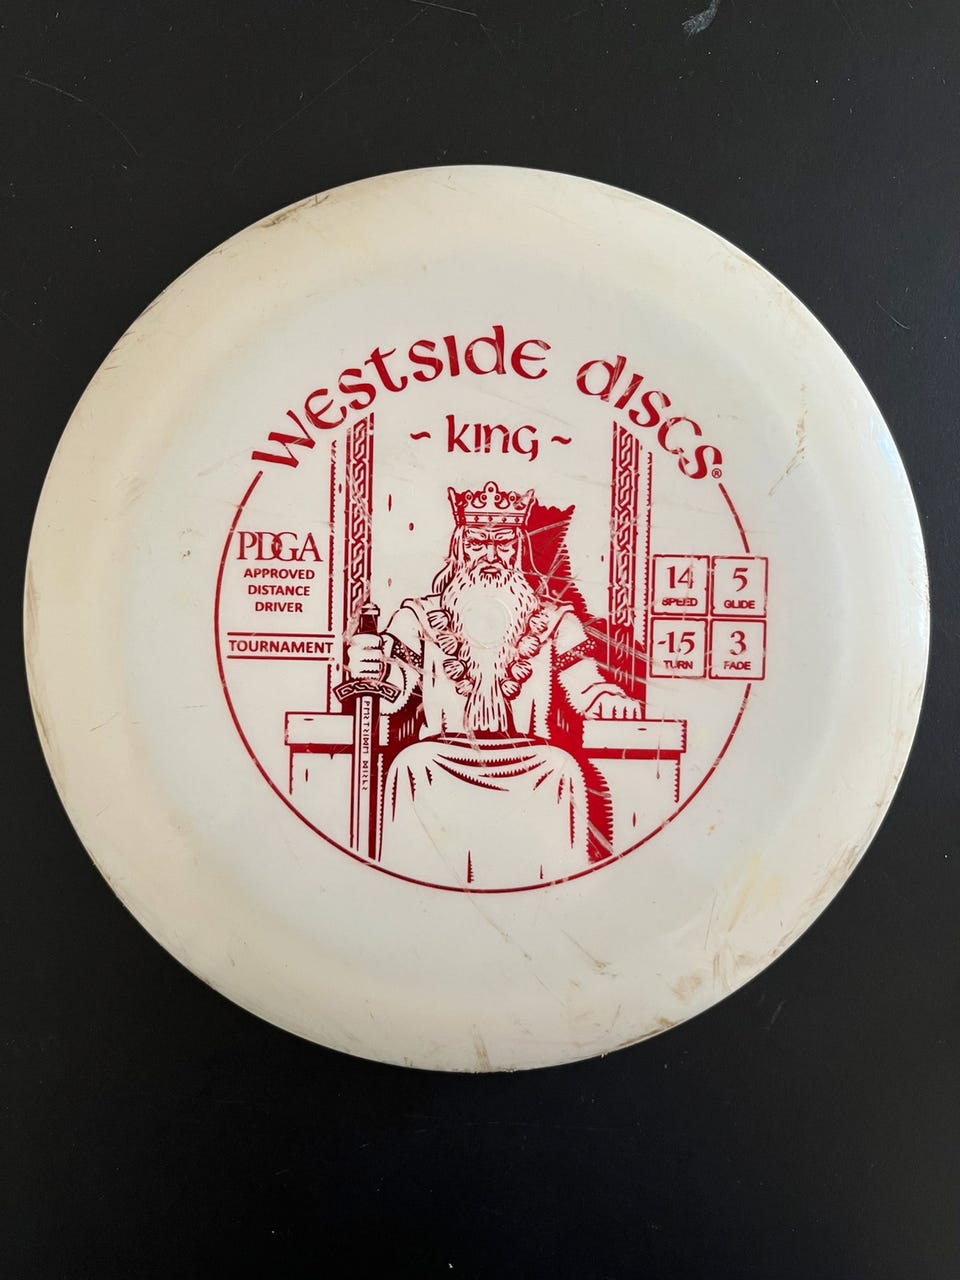 Westside Discs®
~ King ~
PDGA
APPROVED
DISTANCE
DRIVER
TOURNAMENT
14
SPEED
5
GLIDE
-1.5
TURN
3
FADE